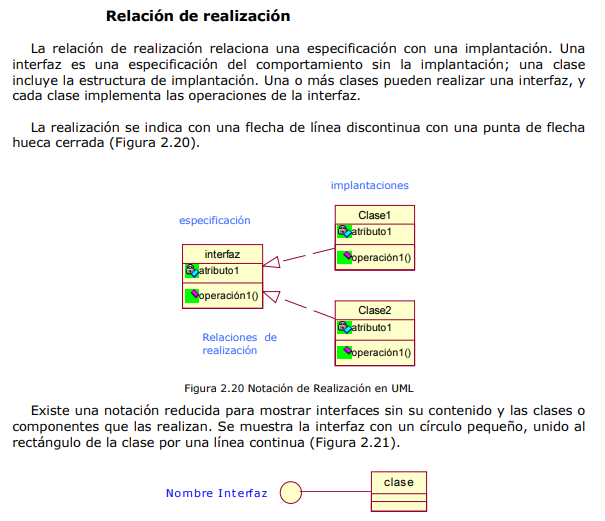 Relación de realización
La relación de realización relaciona una especificación con una implantación. Una
interfaz es una especificación del comportamiento sin la implantación; una clase
incluye la estructura de implantación. Una o más clases pueden realizar una interfaz, y
cada clase implementa las operaciones de la interfaz.
La realización se indica con una flecha de línea discontinua con una punta de flecha
hueca cerrada (Figura 2.20).
implantaciones
especificación
Clase1
atributo1
operación1()
interfaz
atributo1
operación1()
Clase2
atributo1
operación1()
Relaciones de
realización
Figura 2.20 Notación de Realización en UML
Existe una notación reducida para mostrar interfaces sin su contenido y las clases o
componentes que las realizan. Se muestra la interfaz con un círculo pequeño, unido al
rectángulo de la clase por una línea continua (Figura 2.21).
clase
Nombre Interfaz